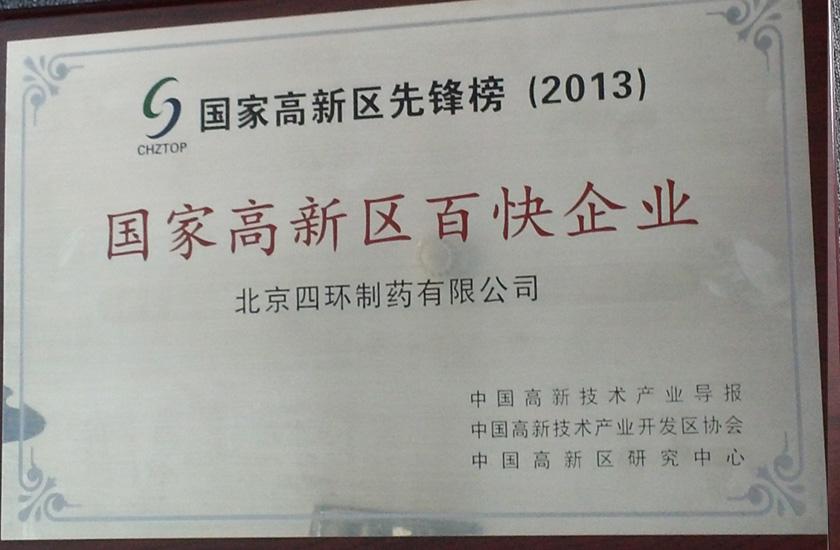 国家高新区先锋榜（2013）
CHZTOP
国家高新区百快企业
北京四环制药有限公司
中国高新技术产业导报
中国高新技术产业开发区协会
中国高新区研究中心